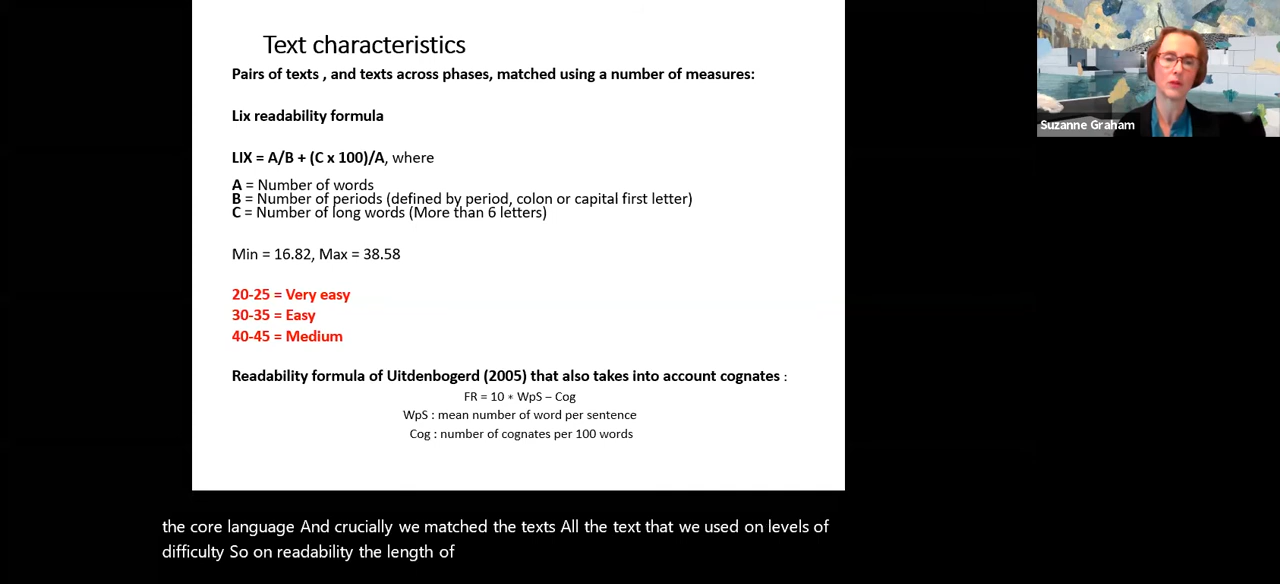 Text characteristics
Pairs of texts , and texts across phases, matched using a number of measures:
Lix readability formula
LIX = A/B + (C x 100)/A, where
A = Number of words
B = Number of periods (defined by period, colon or capital first letter)
C = Number of long words (More than 6 letters)
Min = 16.82, Max = 38.58
20-25 = Very easy
30-35 = Easy
40-45 = Medium
Readability formula of Uitdenbogerd (2005) that also takes into account cognates :
FR = 10 * WpS – Cog
WpS : mean number of word per sentence
Cog : number of cognates per 100 words
Suzanne Graham
the core language And crucially we matched the texts All the text that we used on levels of
difficulty So on readability the length of